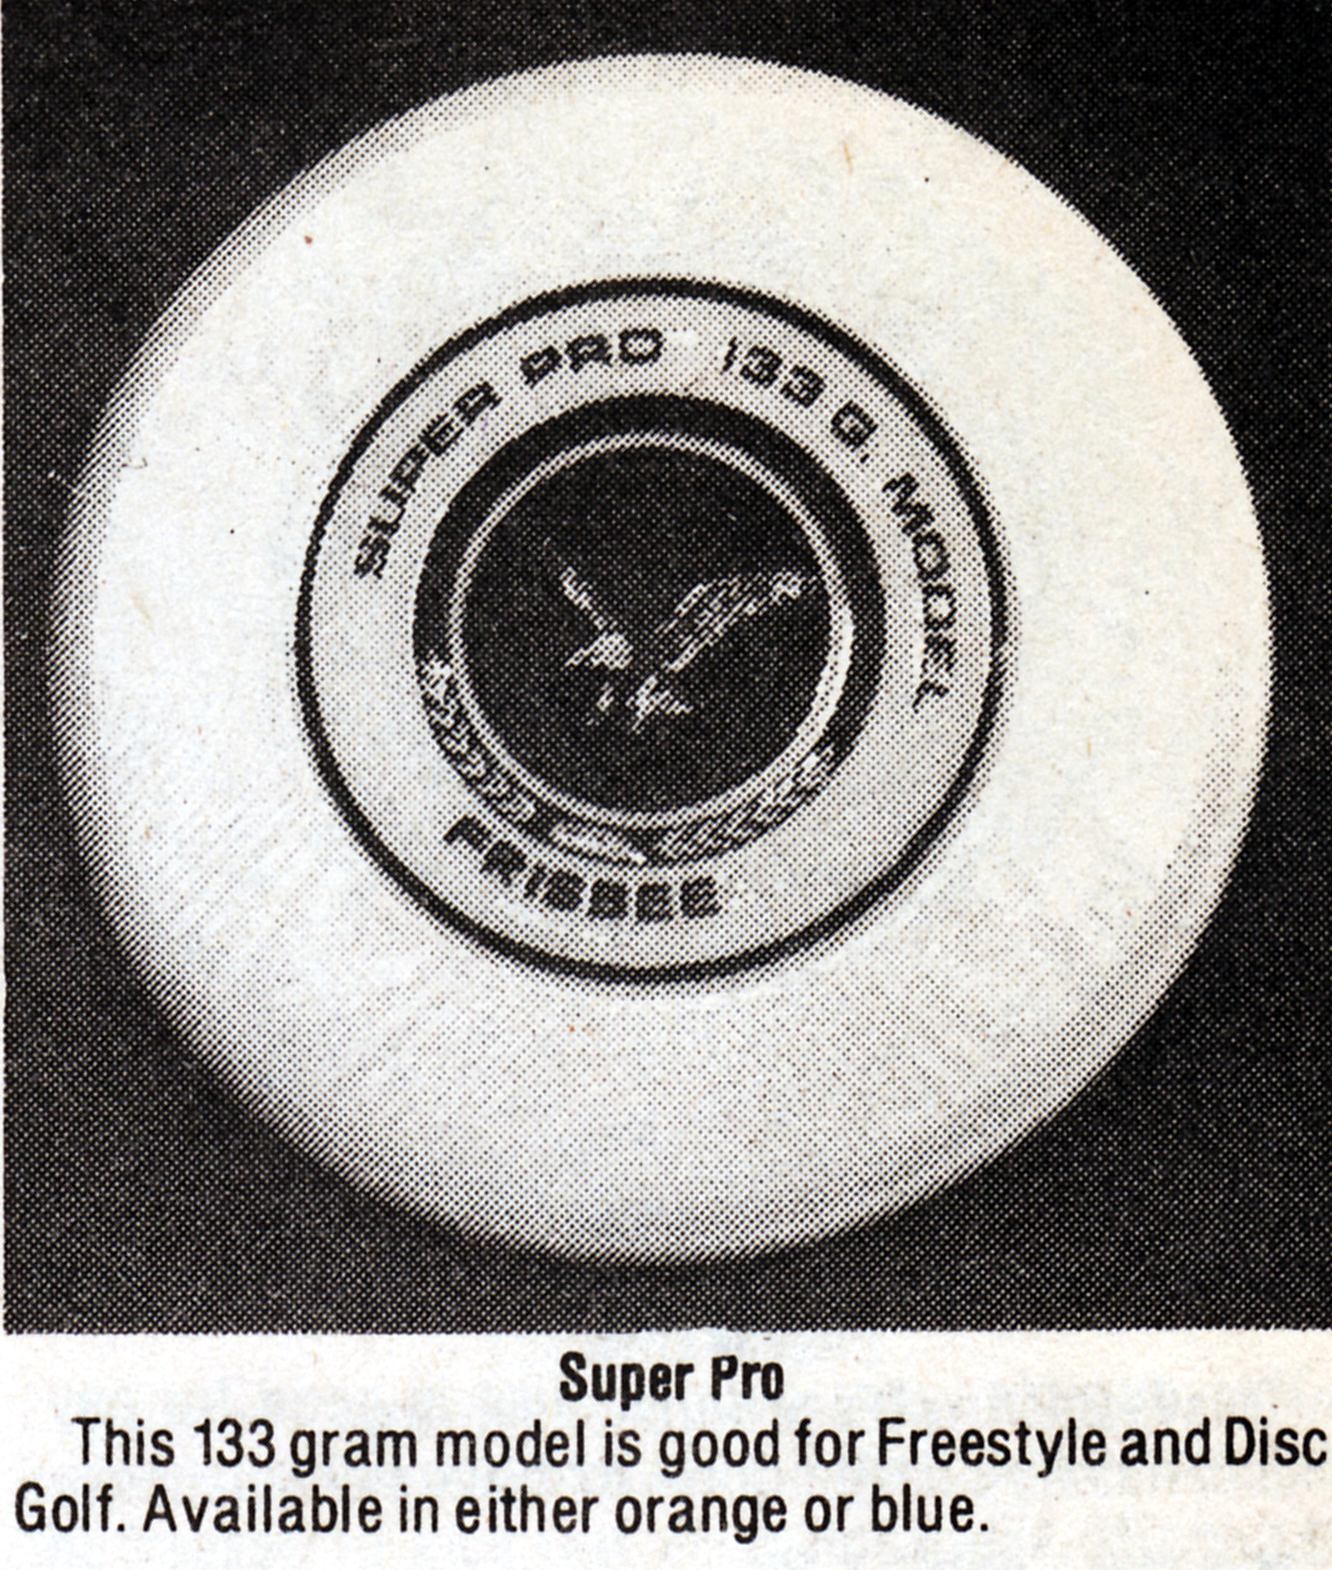 SUPER PRO 133 G. MODEL
FRISBEE
Super Pro
This 133 gram model is good for Freestyle and Disc
Golf. Available in either orange or blue.